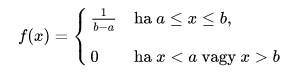 f(x) = { 1/(b−a) ha a ≤ x ≤ b,
0 ha x < a vagy x > b